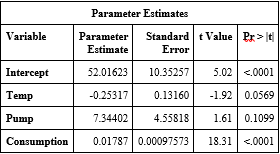 Parameter Estimates
Variable Parameter Estimate Standard Error t Value Pr > |t|
Intercept 52.01623 10.35257 5.02 <.0001
Temp -0.25317 0.13160 -1.92 0.0569
Pump 7.34402 4.55818 1.61 0.1099
Consumption 0.01787 0.00097573 18.31 <.0001